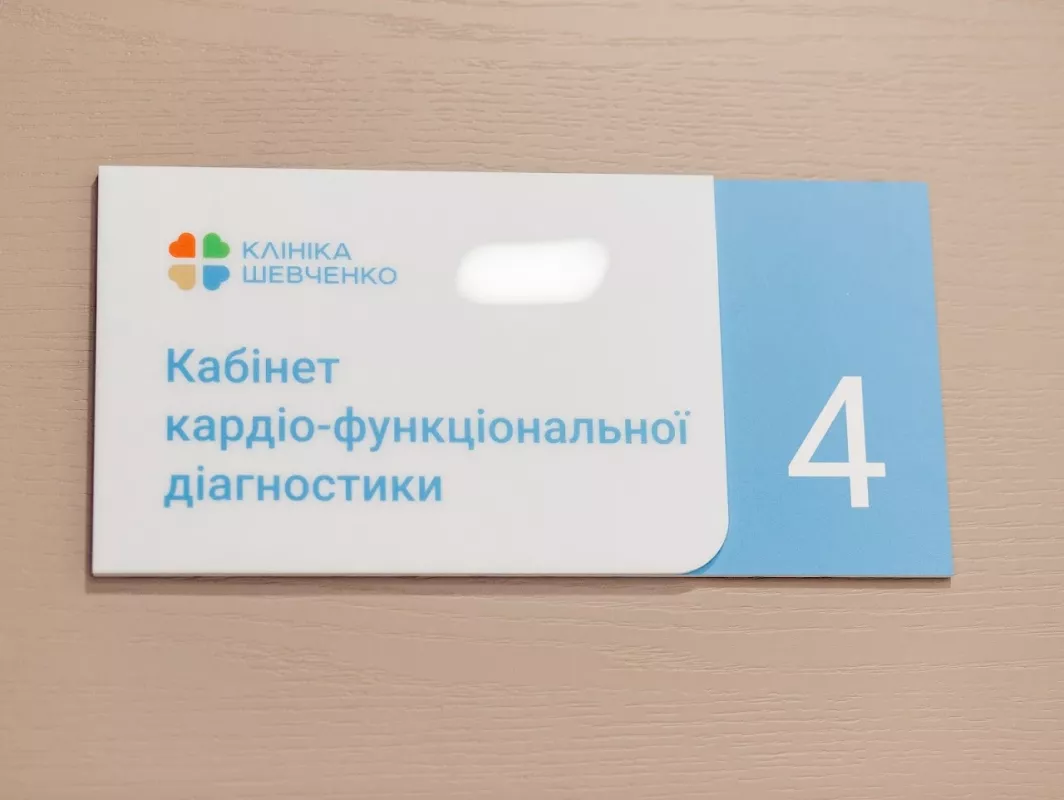 КЛІНІКА
ШЕВЧЕНКО
Кабінет
кардіо-функціональної
діагностики
4